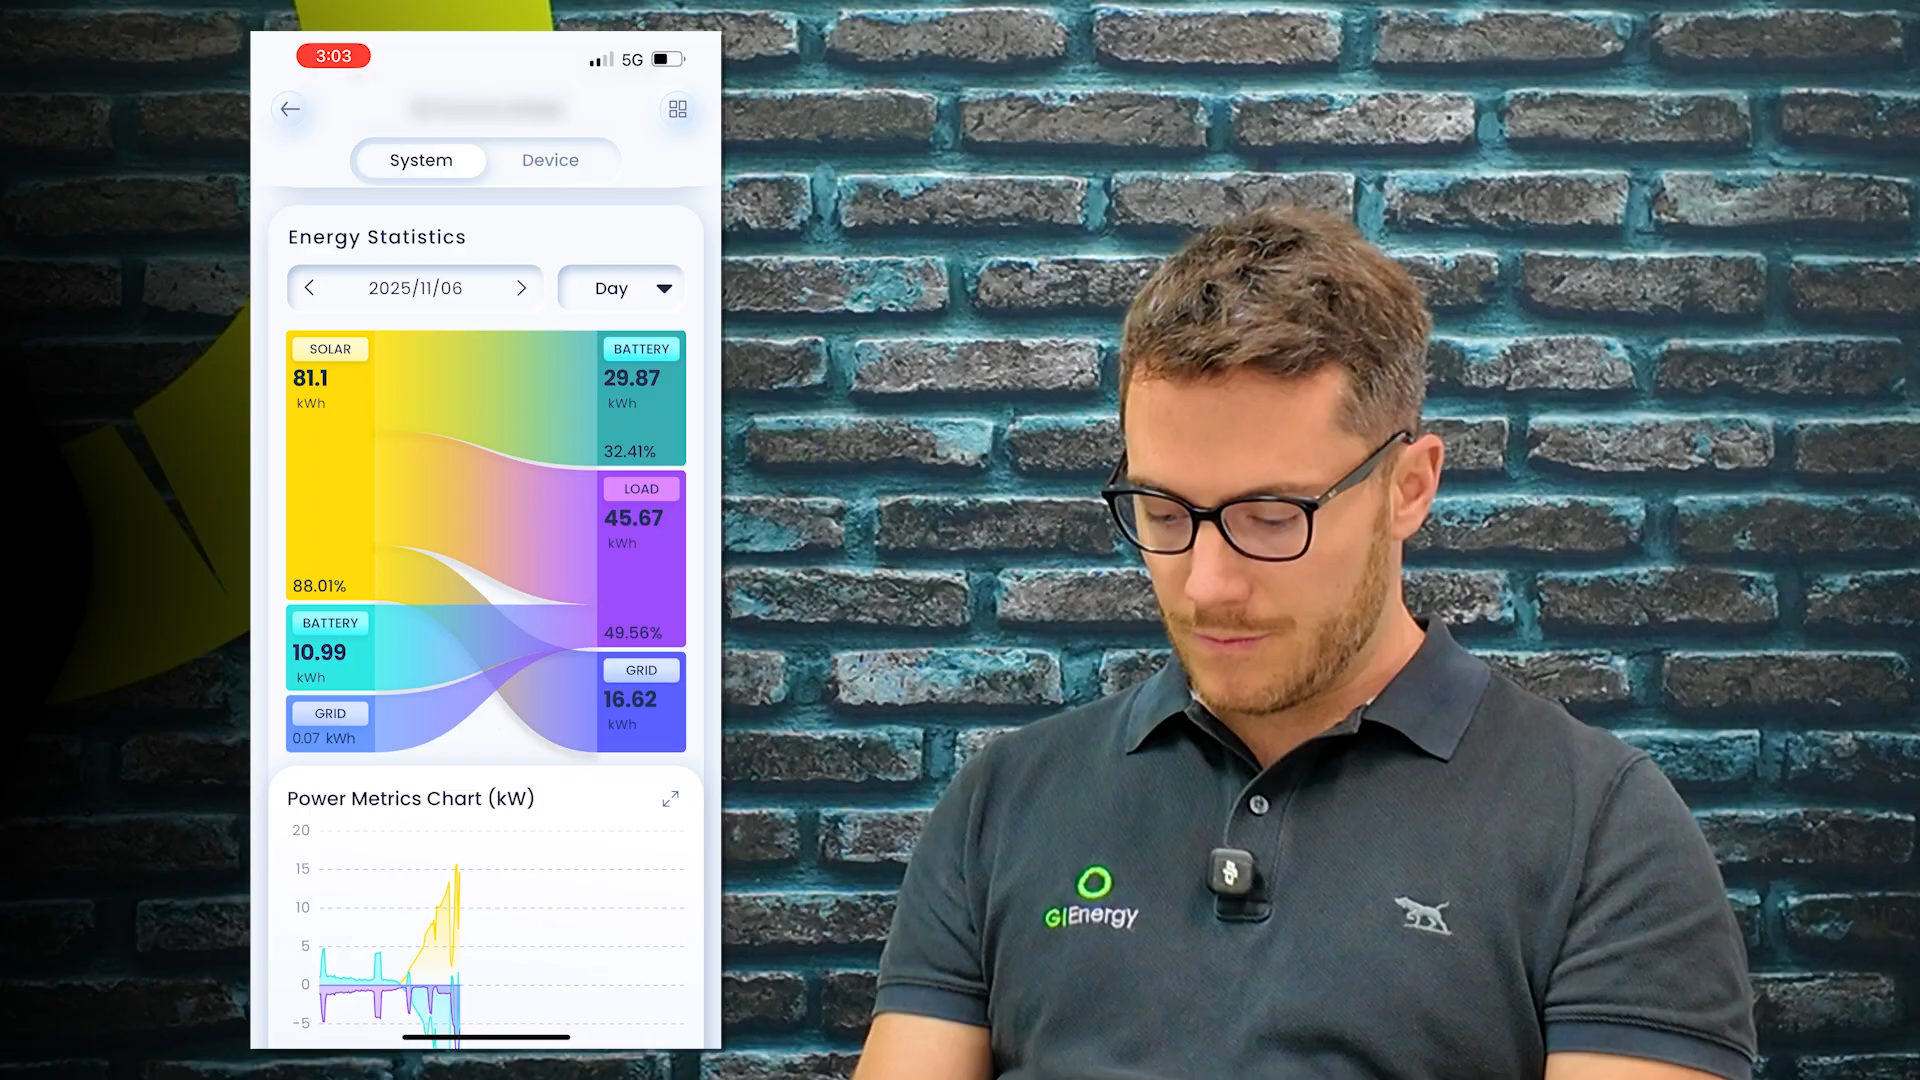 3:03
5G
System
Device
Energy Statistics
2025/11/06
Day
SOLAR
81.1
kWh
88.01%
BATTERY
10.99
kWh
GRID
0.07 kWh
BATTERY
29.87
kWh
32.41%
LOAD
45.67
kWh
49.56%
GRID
16.62
kWh
Power Metrics Chart (kW)
20
15
10
5
0
-5
GIEnergy